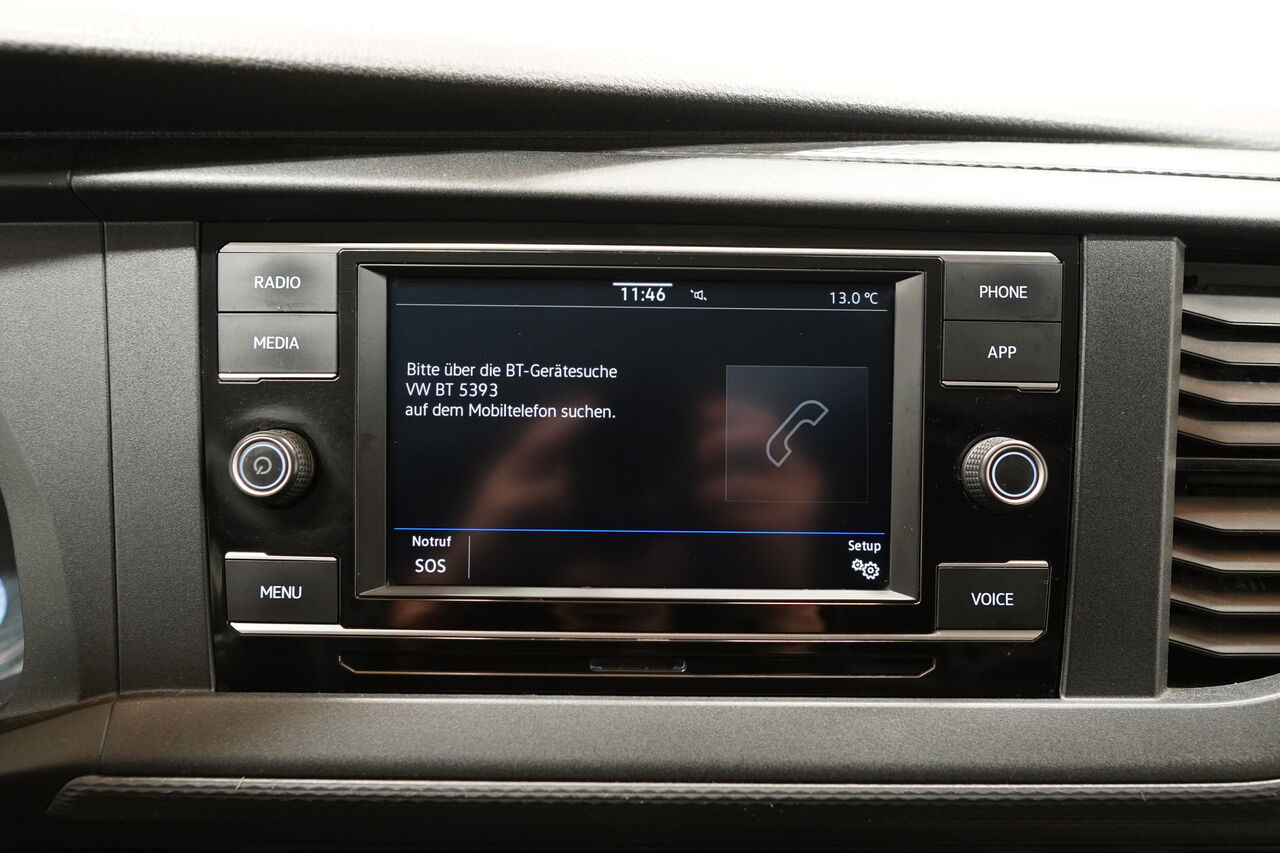 RADIO
MEDIA
MENU
11:46
13.0 °C
Bitte über die BT-Gerätesuche
VW BT 5393
auf dem Mobiltelefon suchen.
Notruf
SOS
Setup
PHONE
APP
VOICE